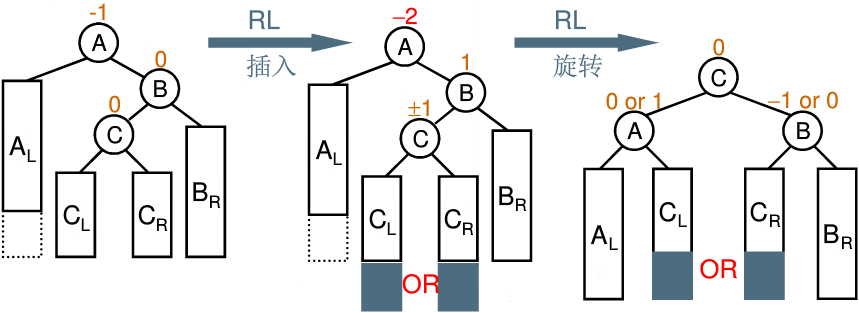 -1
A
0
B
0
C
A_L
C_L
C_R
B_R
RL
插入
–2
A
1
B
±1
C
A_L
C_L
C_R
B_R
OR
RL
旋转
0
C
0 or 1
–1 or 0
A
B
A_L
C_L
C_R
B_R
OR